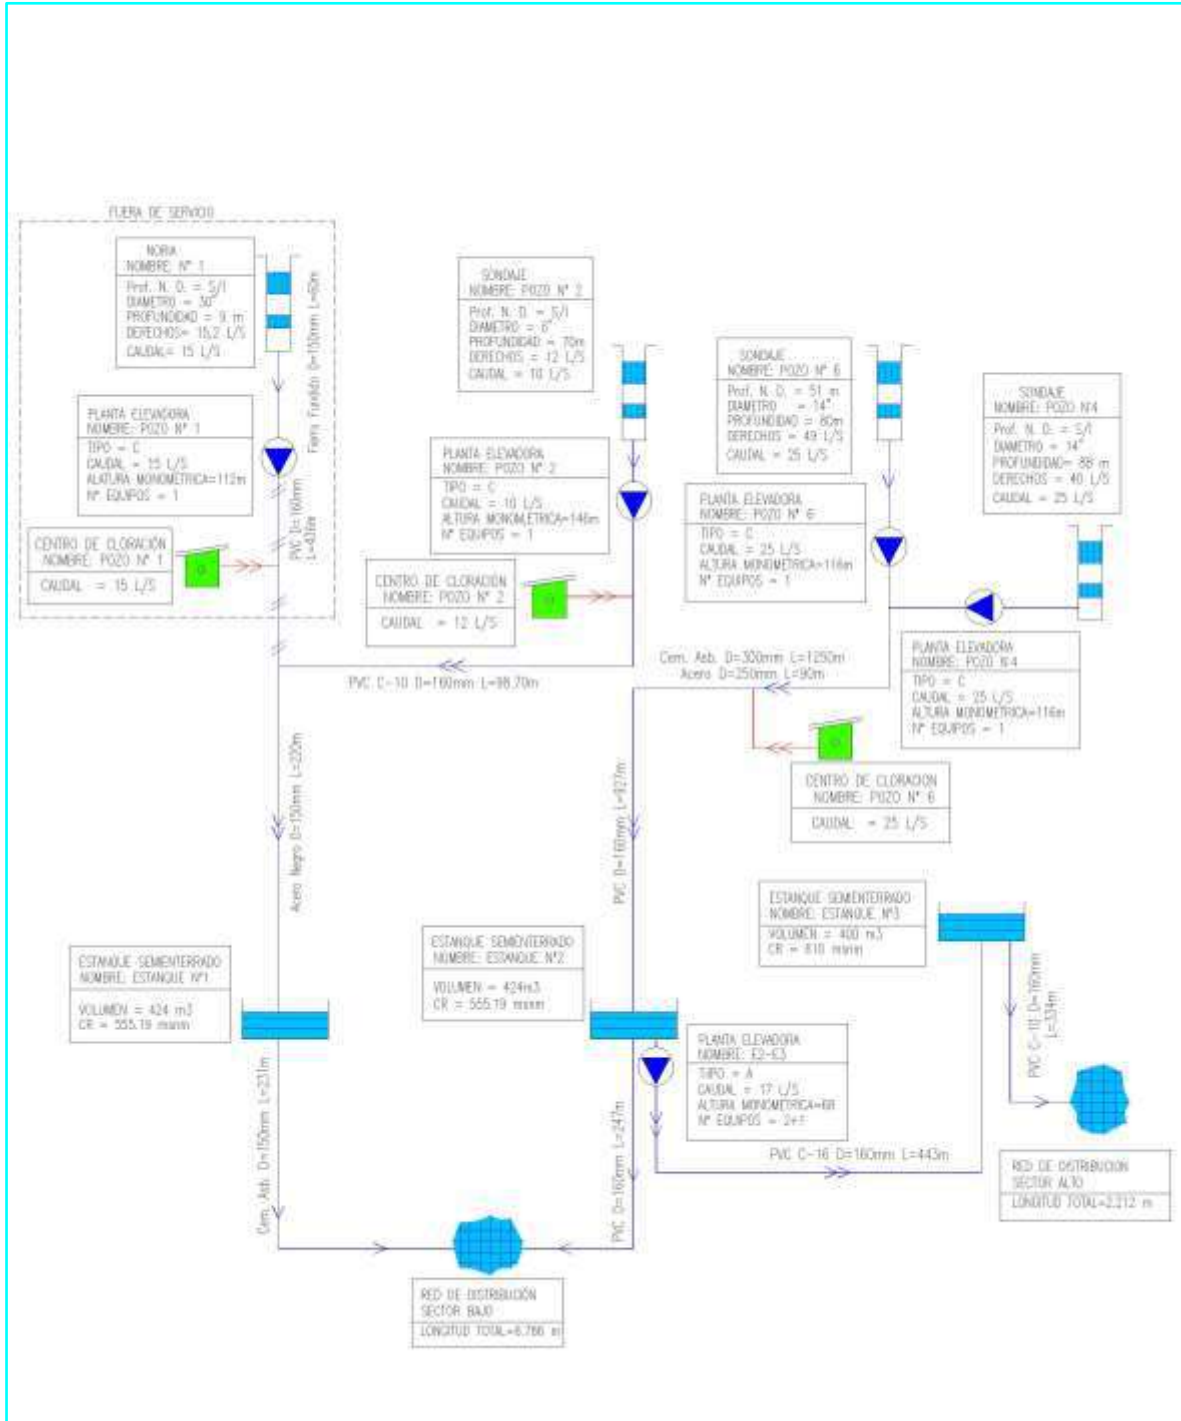 FUERA DE SERVICIO
NORIA
NOMBRE: N° 1
Prof. N. D. = S/I
DIAMETRO = 30"
PROFUNDIDAD = 9 m
DERECHOS= 15,2 L/S
CAUDAL= 15 L/S
Fierro Fundido D=150mm L=60m
PLANTA ELEVADORA
NOMBRE: POZO N° 1
TIPO = C
CAUDAL = 15 L/S
ALATURA MONOMETRICA=112m
N° EQUIPOS = 1
PVC D=160mm
L=436m
CENTRO DE CLORACIÓN
NOMBRE: POZO N° 1
CAUDAL = 15 L/S
SONDAJE
NOMBRE: POZO N° 2
Prof. N. D. = S/I
DIAMETRO = 6"
PROFUNDIDAD = 70m
DERECHOS = 12 L/S
CAUDAL = 10 L/S
PLANTA ELEVADORA
NOMBRE: POZO N° 2
TIPO = C
CAUDAL = 10 L/S
ALTURA MONOMETRICA=146m
N° EQUIPOS = 1
CENTRO DE CLORACIÓN
NOMBRE: POZO N° 2
CAUDAL = 12 L/S
SONDAJE
NOMBRE: POZO N° 6
Prof. N. D. = 51 m
DIAMETRO = 14"
PROFUNDIDAD = 80m
DERECHOS = 49 L/S
CAUDAL = 25 L/S
PLANTA ELEVADORA
NOMBRE: POZO N° 6
TIPO = C
CAUDAL = 25 L/S
ALTURA MONOMETRICA=116m
N° EQUIPOS = 1
SONDAJE
NOMBRE: POZO N°4
Prof. N. D. = S/I
DIAMETRO = 14"
PROFUNDIDAD= 88 m
DERECHOS = 40 L/S
CAUDAL = 25 L/S
PLANTA ELEVADORA
NOMBRE: POZO N°4
TIPO = C
CAUDAL = 25 L/S
ALTURA MONOMETRICA=116m
N° EQUIPOS = 1
PVC C-10 D=160mm L=98.70m
Cem. Asb. D=300mm L=1250m
Acero D=250mm L=90m
CENTRO DE CLORACION
NOMBRE: POZO N° 6
CAUDAL = 25 L/S
Acero Negro D=150mm L=220m
PVC D=160mm L=927m
ESTANQUE SEMIENTERRADO
NOMBRE: ESTANQUE N°1
VOLUMEN = 424 m3
CR = 555.19 msnm
ESTANQUE SEMIENTERRADO
NOMBRE: ESTANQUE N°2
VOLUMEN = 424m3
CR = 555.19 msnm
ESTANQUE SEMIENTERRADO
NOMBRE: ESTANQUE N°3
VOLUMEN = 400 m3
CR = 610 msnm
PVC C-10 D=160mm
L=334m
PLANTA ELEVADORA
NOMBRE: E2-E3
TIPO = A
CAUDAL = 17 L/S
ALTURA MONOMETRICA=68
N° EQUIPOS = 2+1
PVC C-16 D=160mm L=443m
Cem. Asb. D=150mm L=231m
PVC D=160mm L=247m
RED DE DISTRIBUCION
SECTOR ALTO
LONGITUD TOTAL=2.212 m
RED DE DISTRIBUCIÓN
SECTOR BAJO
LONGITUD TOTAL=6.766 m